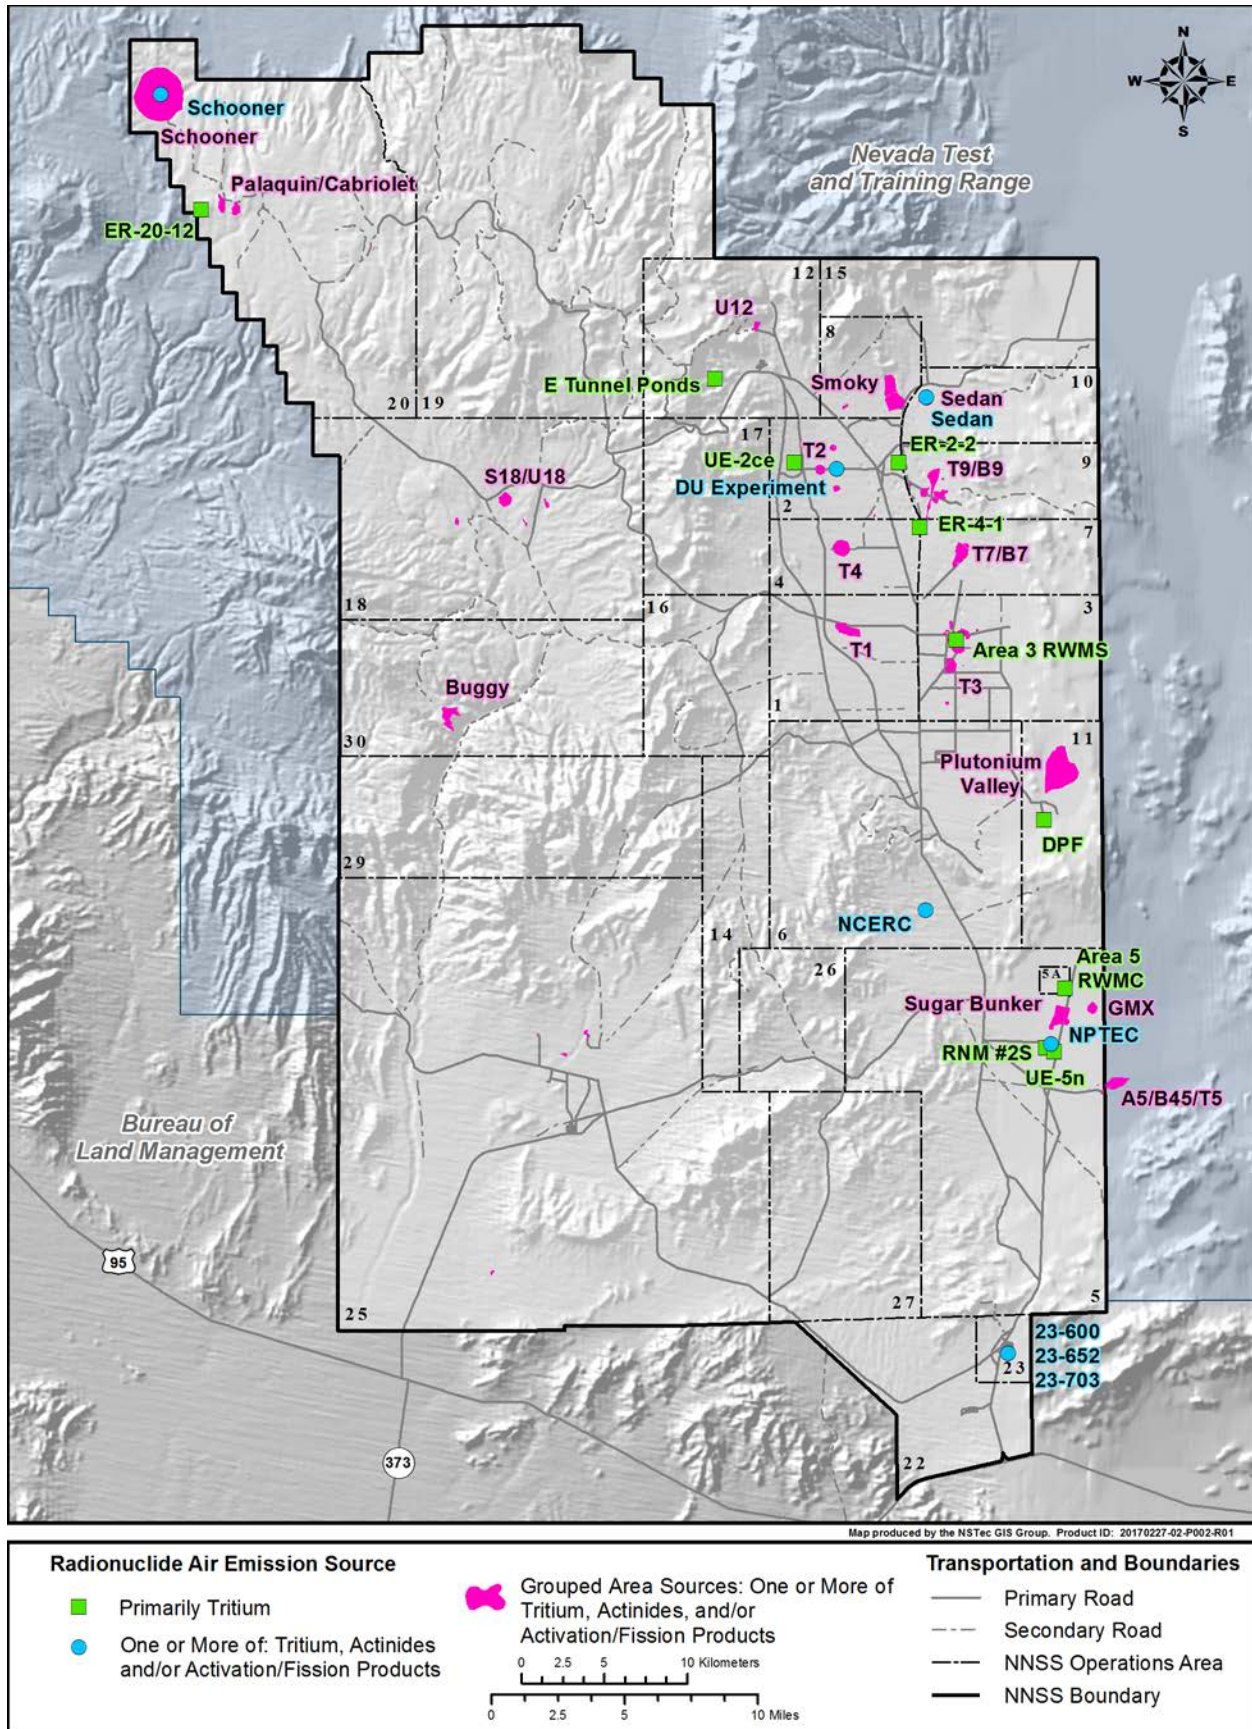 N
W
E
S
Schooner
Schooner
Nevada Test
and Training Range
Palaquin/Cabriolet
ER-20-12
12
15
U12
8
E Tunnel Ponds
Smoky
10
Sedan
Sedan
20
19
17
T2
ER-2-2
UE-2ce
9
T9/B9
S18/U18
DU Experiment
2
ER-4-1
7
T7/B7
T4
4
18
16
3
T1
Area 3 RWMS
Buggy
T3
1
30
11
Plutonium
Valley
DPF
29
NCERC
14
6
26
Area 5
RWMC
5A
Sugar Bunker
GMX
NPTEC
RNM #2S
UE-5n
A5/B45/T5
Bureau of
Land Management
95
25
27
5
23-600
23-652
23-703
23
373
22
Map produced by the NSTec GIS Group. Product ID: 20170227-02-P002-R01
Radionuclide Air Emission Source
Primarily Tritium
One or More of: Tritium, Actinides
and/or Activation/Fission Products
Grouped Area Sources: One or More of
Tritium, Actinides, and/or
Activation/Fission Products
0 2.5 5 10 Kilometers
0 2.5 5 10 Miles
Transportation and Boundaries
Primary Road
Secondary Road
NNSS Operations Area
NNSS Boundary